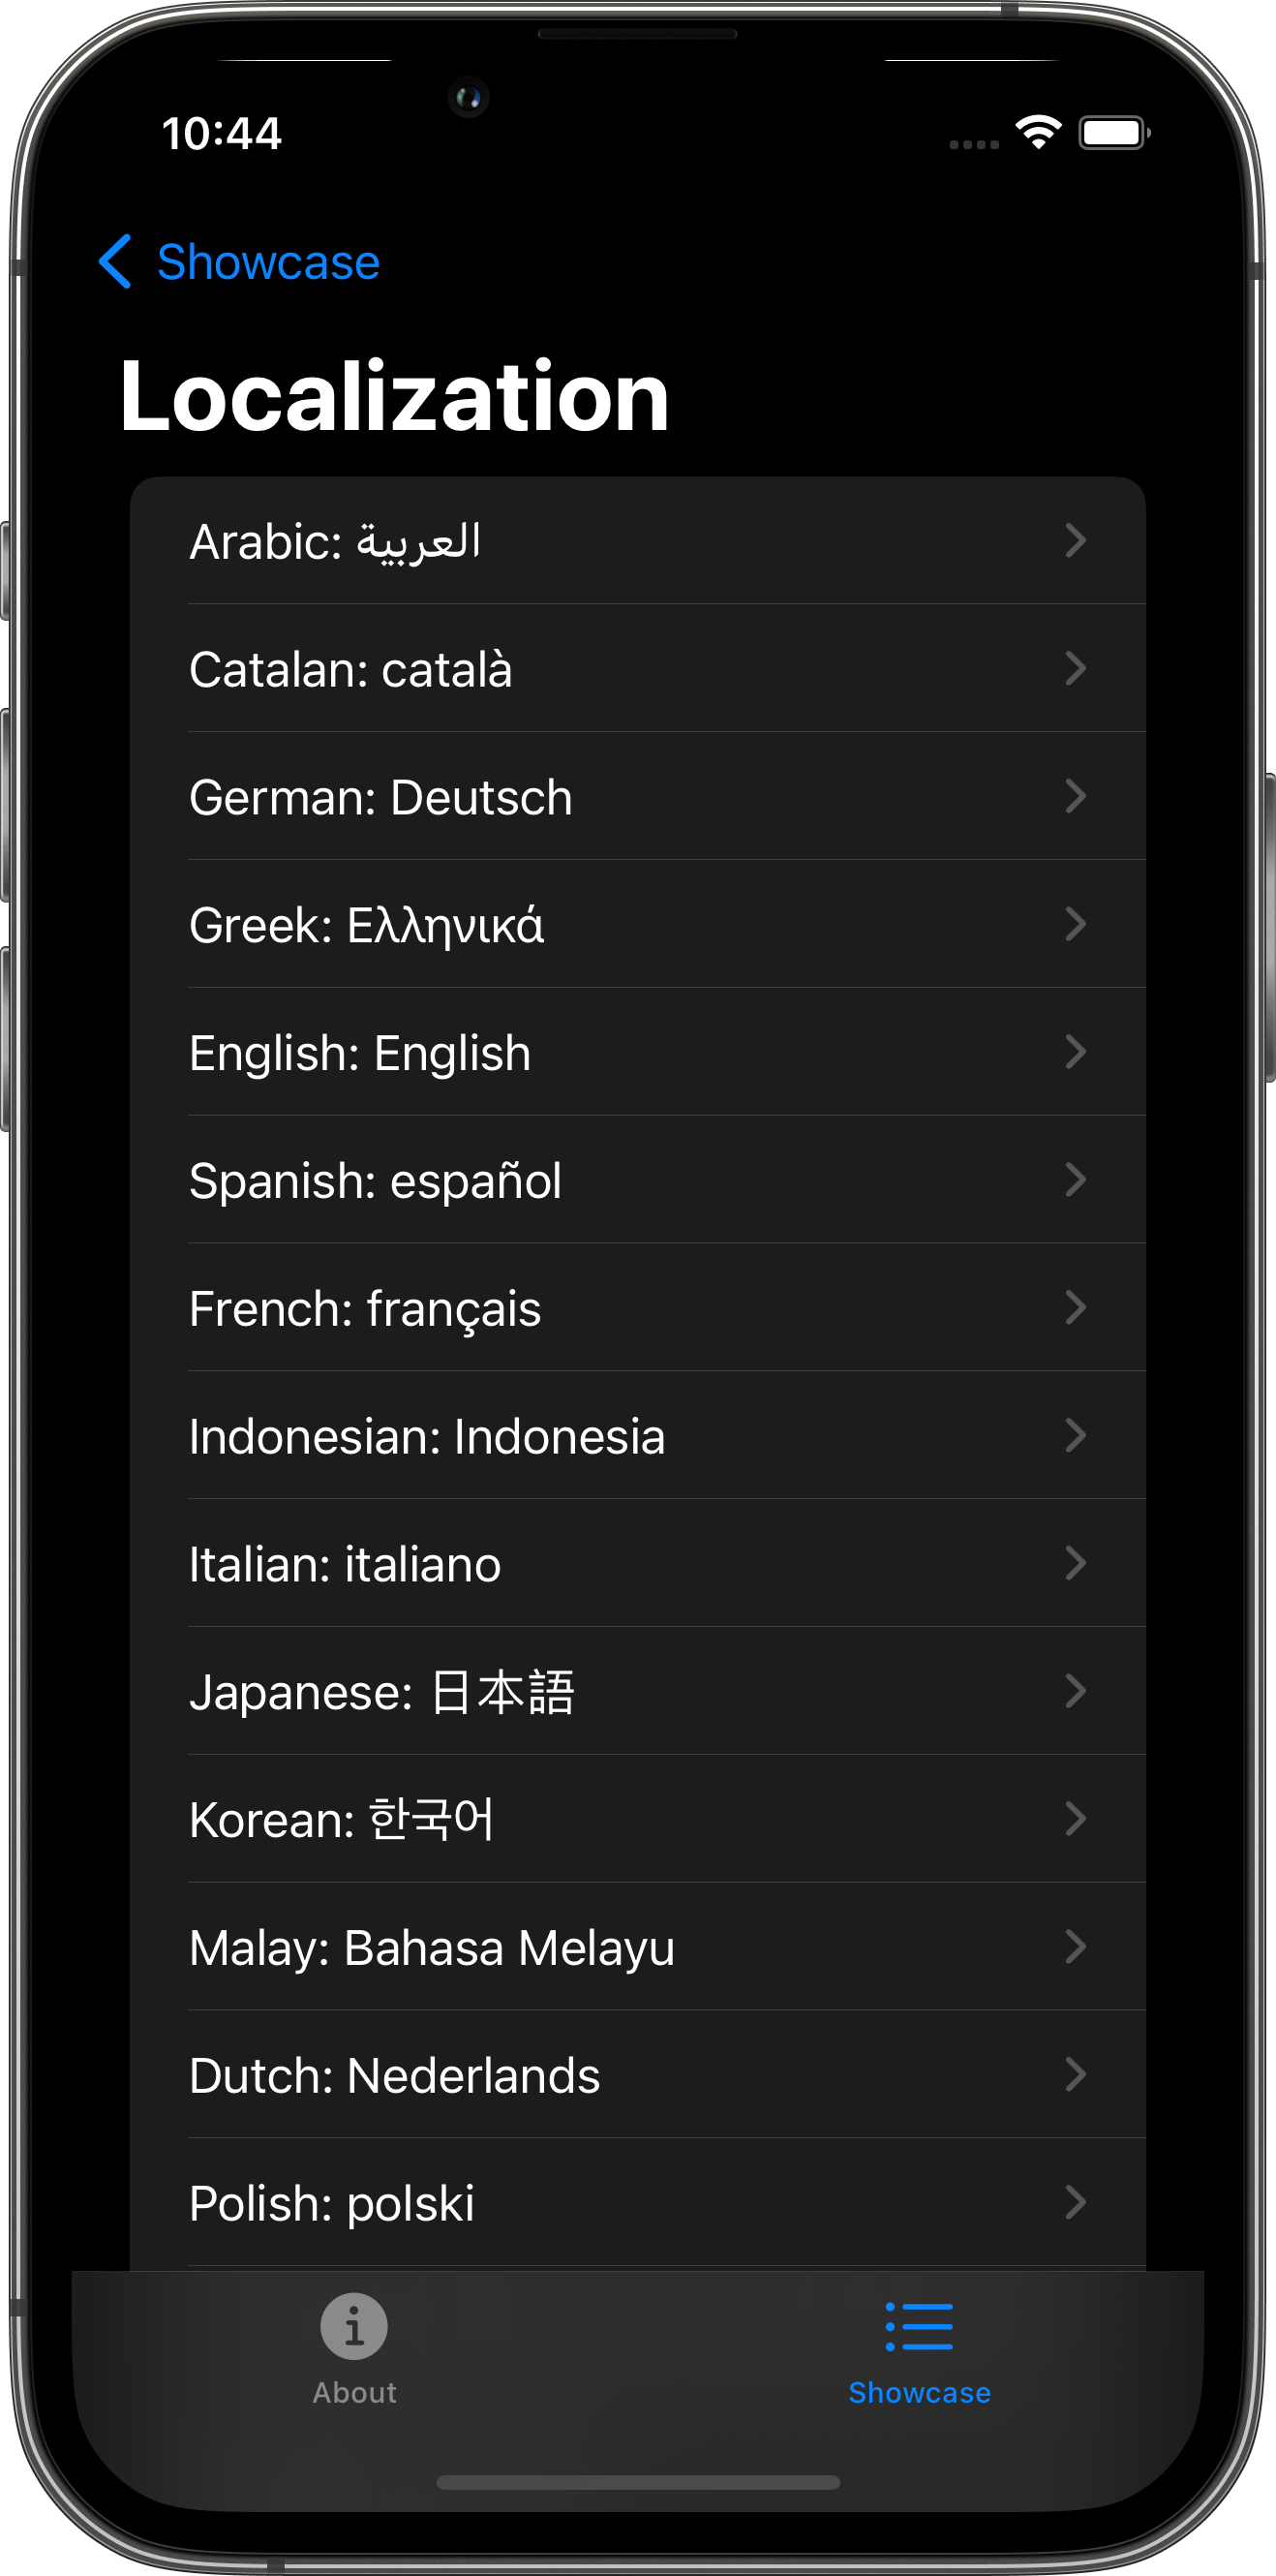 10:44
Showcase
Localization
Arabic: العربية
Catalan: català
German: Deutsch
Greek: Ελληνικά
English: English
Spanish: español
French: français
Indonesian: Indonesia
Italian: italiano
Japanese: 日本語
Korean: 한국어
Malay: Bahasa Melayu
Dutch: Nederlands
Polish: polski
About
Showcase